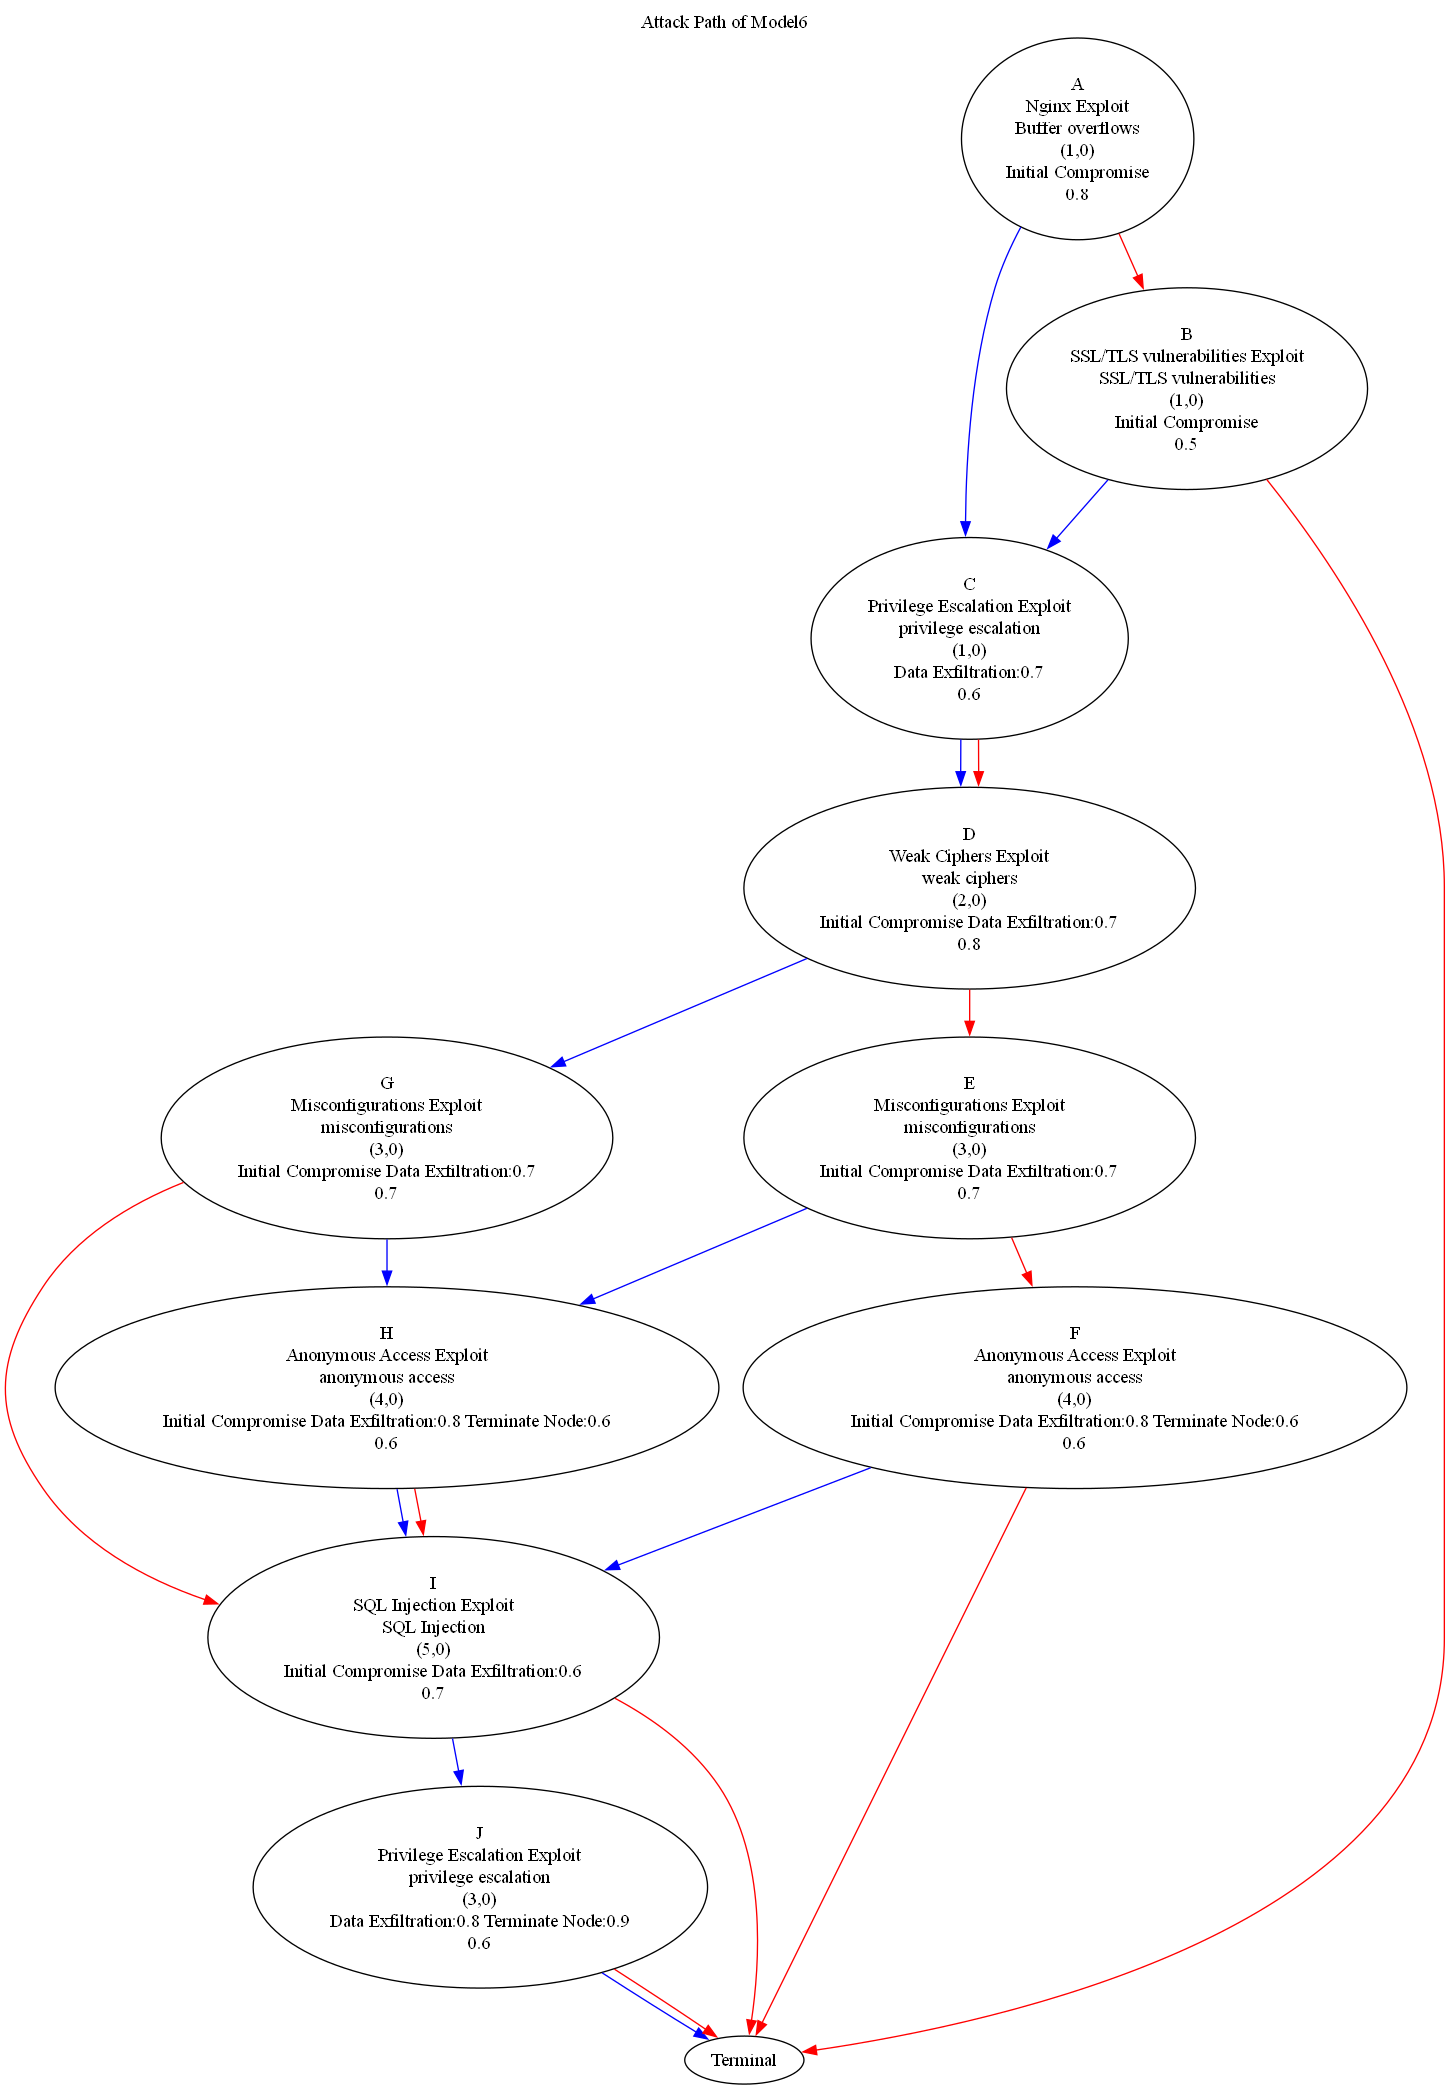 Attack Path of Model6
A
Nginx Exploit
Buffer overflows
(1,0)
Initial Compromise
0.8
B
SSL/TLS vulnerabilities Exploit
SSL/TLS vulnerabilities
(1,0)
Initial Compromise
0.5
C
Privilege Escalation Exploit
privilege escalation
(1,0)
Data Exfiltration:0.7
0.6
D
Weak Ciphers Exploit
weak ciphers
(2,0)
Initial Compromise Data Exfiltration:0.7
0.8
G
Misconfigurations Exploit
misconfigurations
(3,0)
Initial Compromise Data Exfiltration:0.7
0.7
E
Misconfigurations Exploit
misconfigurations
(3,0)
Initial Compromise Data Exfiltration:0.7
0.7
H
Anonymous Access Exploit
anonymous access
(4,0)
Initial Compromise Data Exfiltration:0.8 Terminate Node:0.6
0.6
F
Anonymous Access Exploit
anonymous access
(4,0)
Initial Compromise Data Exfiltration:0.8 Terminate Node:0.6
0.6
I
SQL Injection Exploit
SQL Injection
(5,0)
Initial Compromise Data Exfiltration:0.6
0.7
J
Privilege Escalation Exploit
privilege escalation
(3,0)
Data Exfiltration:0.8 Terminate Node:0.9
0.6
Terminal